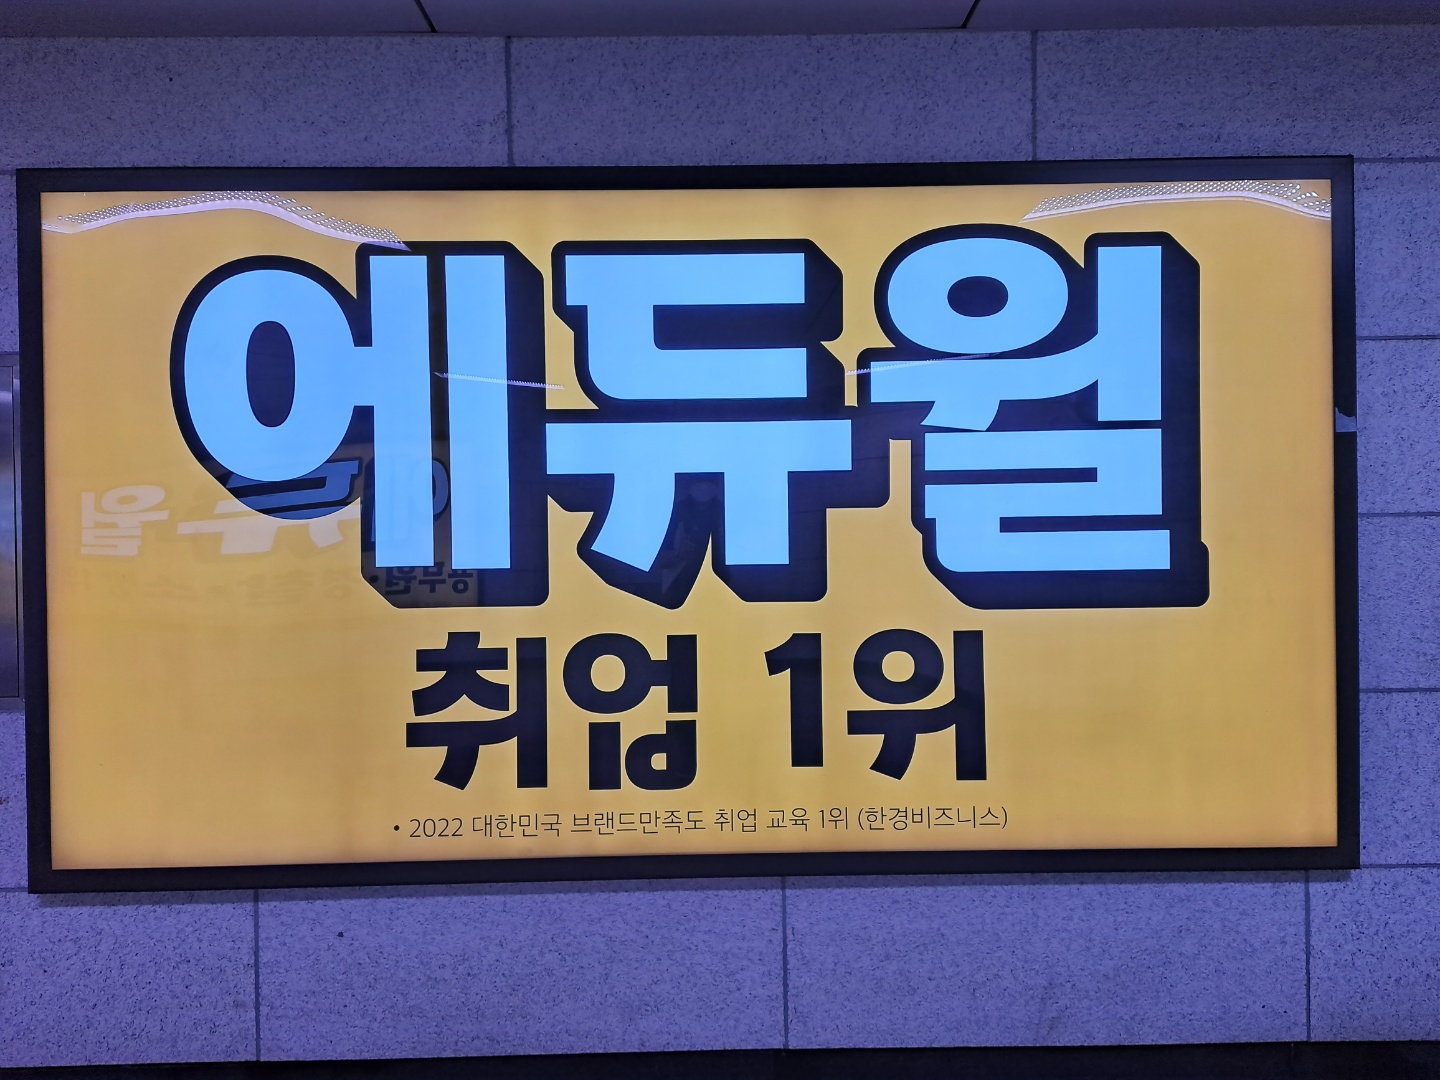 에듀윌
취업 1위
• 2022 대한민국 브랜드만족도 취업 교육 1위 (한경비즈니스)